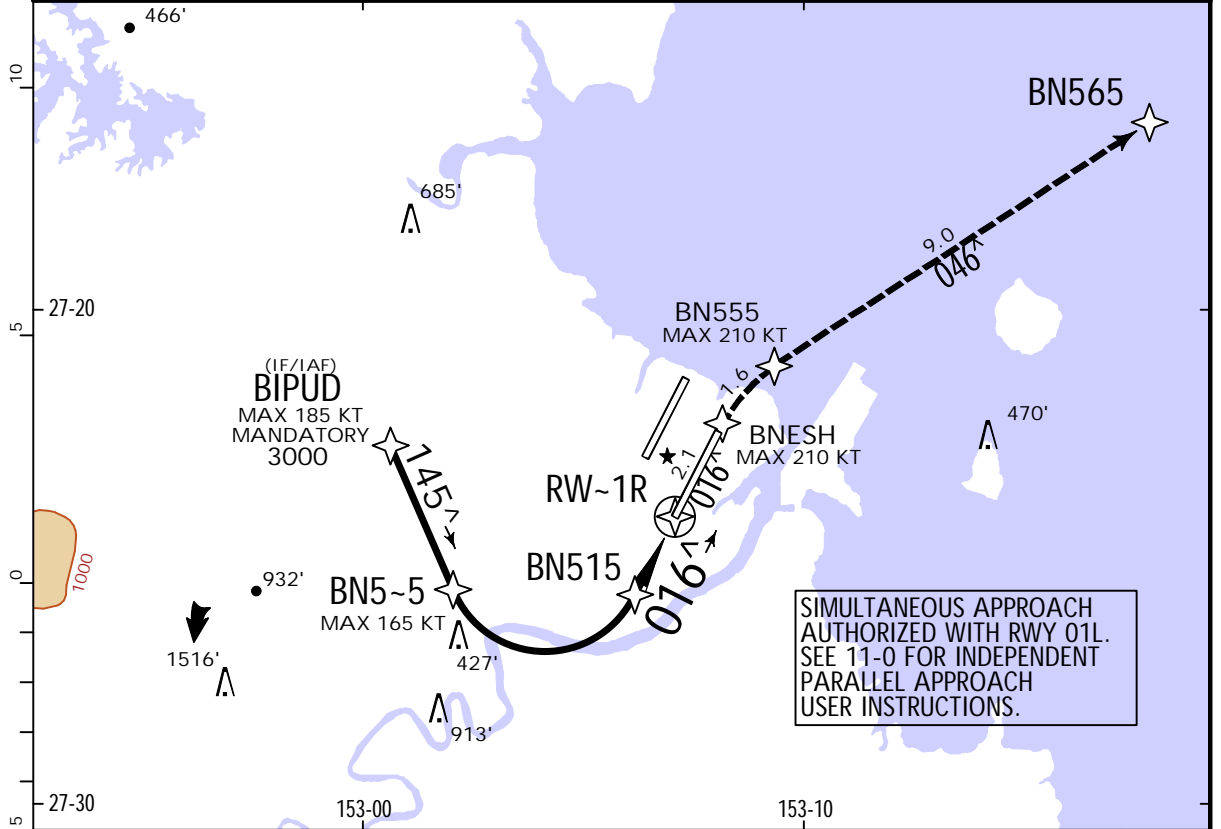 466'
10
BN565
685'
9.0
046^
27-20
5
BN555
MAX 210 KT
(IF/IAF)
BIPUD
MAX 185 KT
MANDATORY
3000
1.6
470'
BNESH
MAX 210 KT
145^
2.1
016^
RW~1R
1000
0
932'
BN5~5
MAX 165 KT
BN515
016^
SIMULTANEOUS APPROACH
AUTHORIZED WITH RWY 01L.
SEE 11-0 FOR INDEPENDENT
PARALLEL APPROACH
USER INSTRUCTIONS.
1516'
427'
913'
5
27-30
153-00
153-10